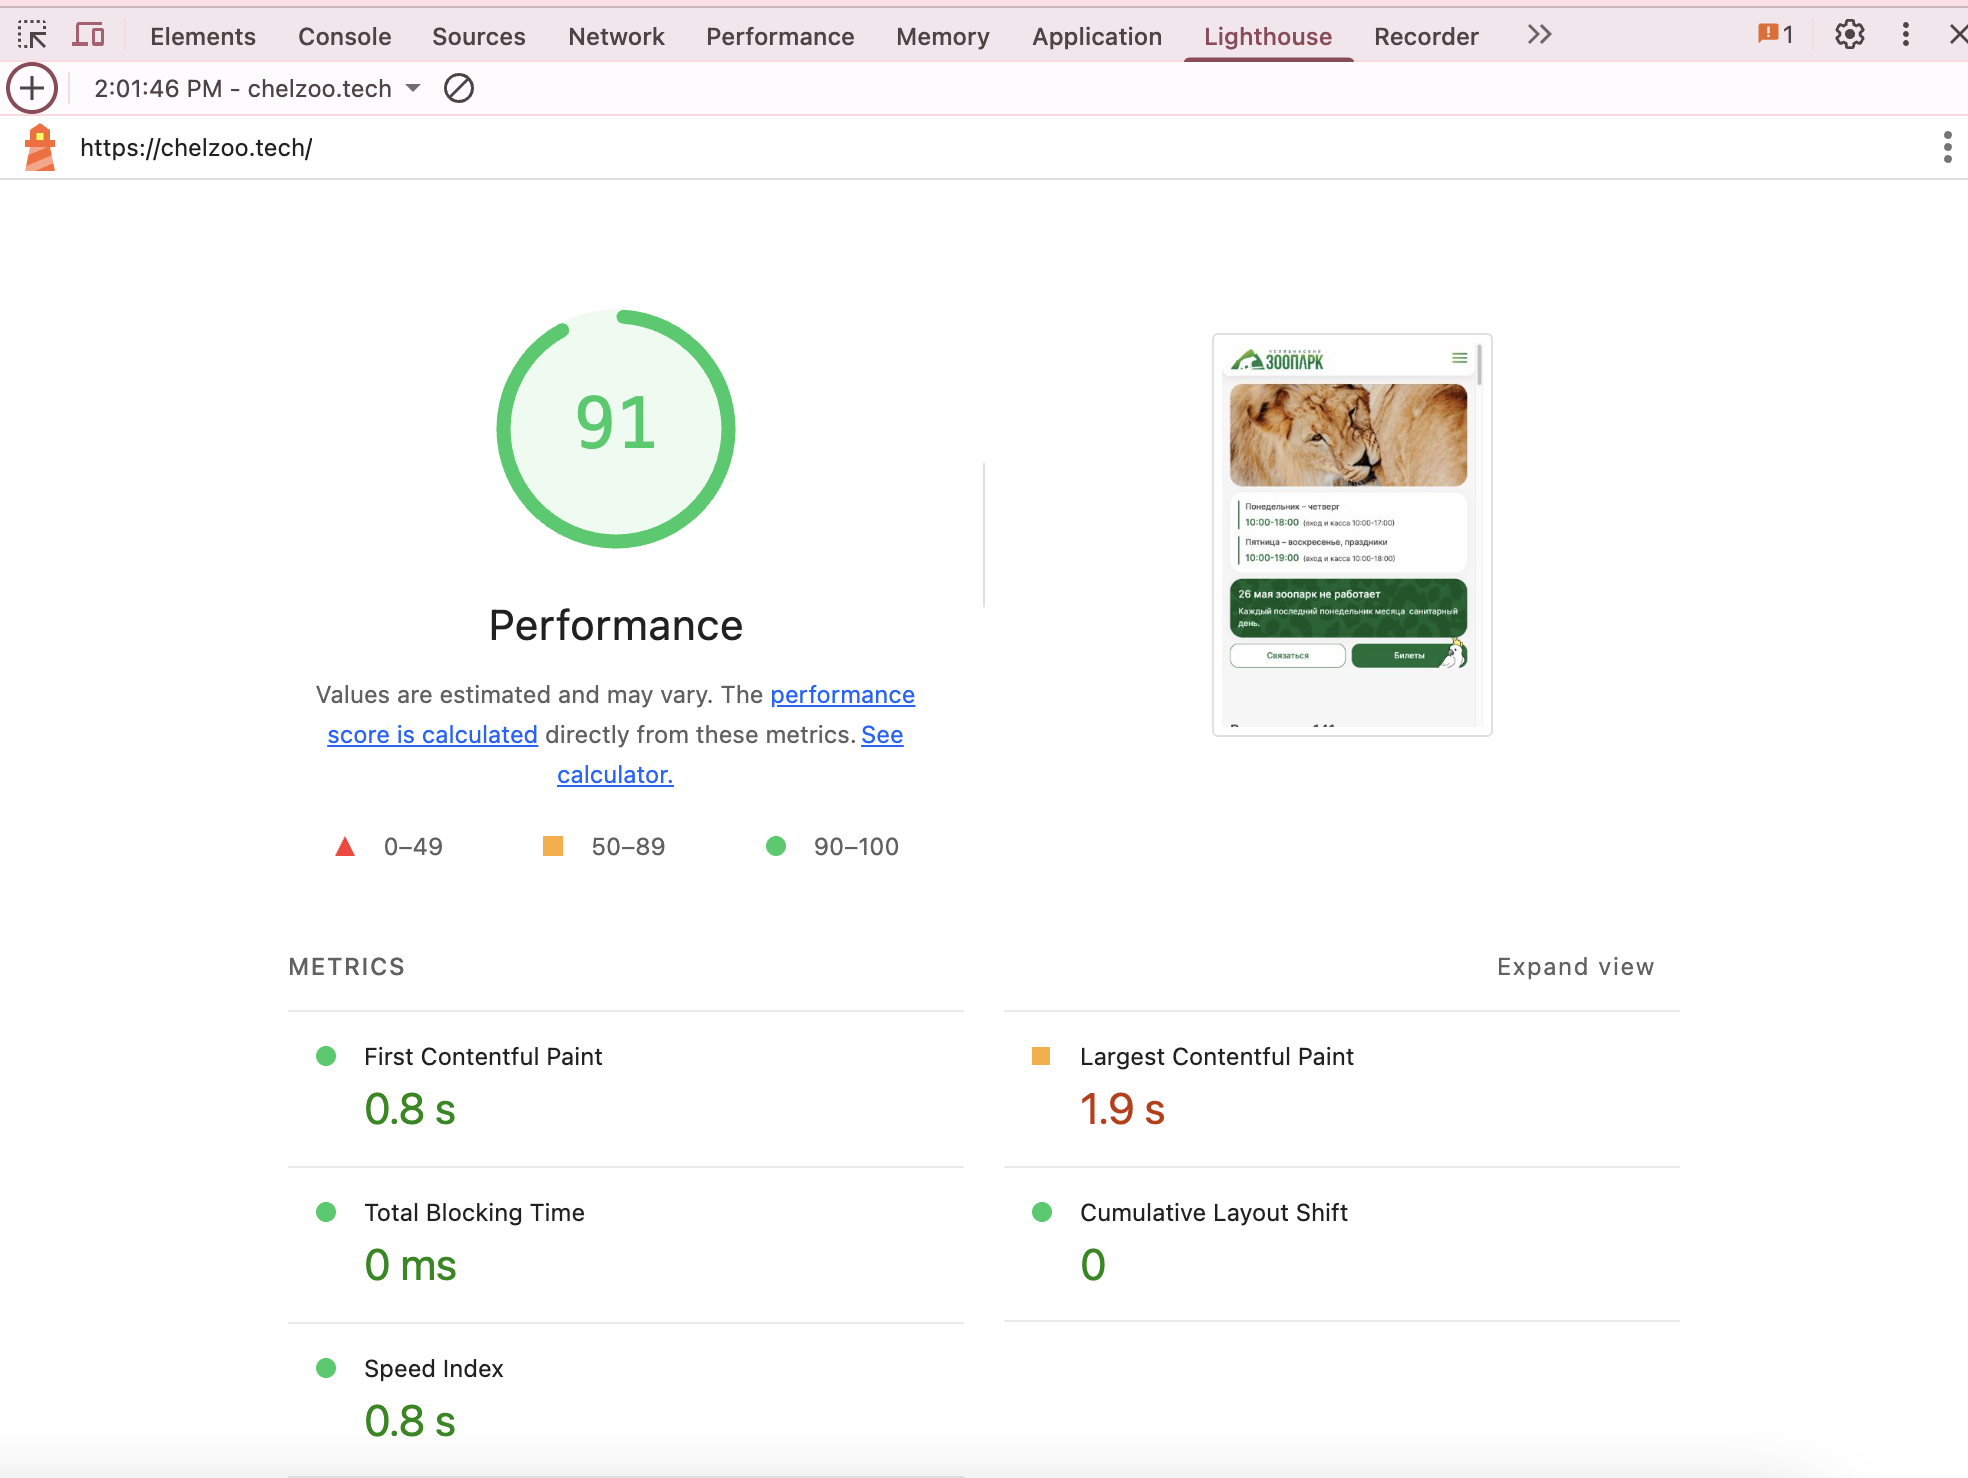 Elements Console Sources Network Performance Memory Application Lighthouse Recorder 1
2:01:46 PM - chelzoo.tech
https://chelzoo.tech/
91
Performance
Values are estimated and may vary. The performance
score is calculated directly from these metrics. See
calculator.
0–49 50–89 90–100
ЧЕЛЯБИНСКИЙ
ЗООПАРК
Понедельник – четверг
10:00-18:00 (вход и касса 10:00-17:00)
Пятница – воскресенье, праздники
10:00-19:00 (вход и касса 10:00-18:00)
26 мая зоопарк не работает
Каждый последний понедельник месяца санитарный
день.
Связаться Билеты
METRICS Expand view
First Contentful Paint
0.8 s
Largest Contentful Paint
1.9 s
Total Blocking Time
0 ms
Cumulative Layout Shift
0
Speed Index
0.8 s